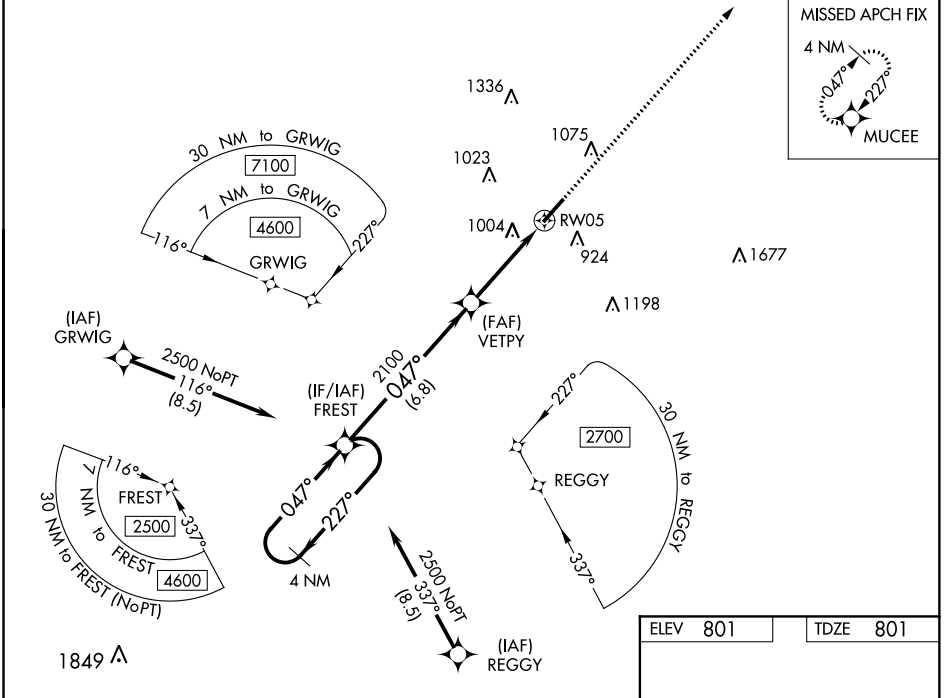 MISSED APCH FIX
4 NM
047°
227°
MUCEE
1336
1075
1023
1004
RW05
924
1677
1198
30 NM to GRWIG
7100
7 NM to GRWIG
4600
116°
227°
GRWIG
(IAF)
GRWIG
2500 NoPT
116°
(8.5)
(FAF)
VETPY
2100
047°
(6.8)
(IF/IAF)
FREST
047°
227°
4 NM
227°
2700
30 NM to REGGY
REGGY
337°
116°
FREST
337°
2500
7 NM to FREST
4600
30 NM to FREST (NoPT)
2500 NoPT
337°
(8.5)
(IAF)
REGGY
1849
ELEV 801
TDZE 801